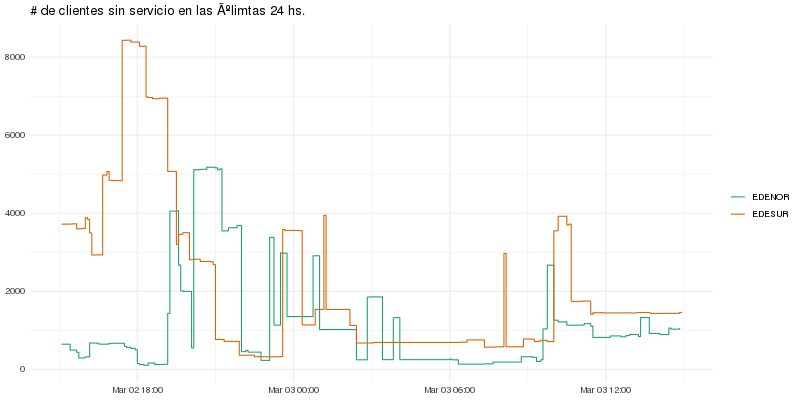 # de clientes sin servicio en las Ãºlimtas 24 hs.
8000
6000
4000
2000
0
Mar 02 18:00
Mar 03 00:00
Mar 03 06:00
Mar 03 12:00
EDENOR
EDESUR